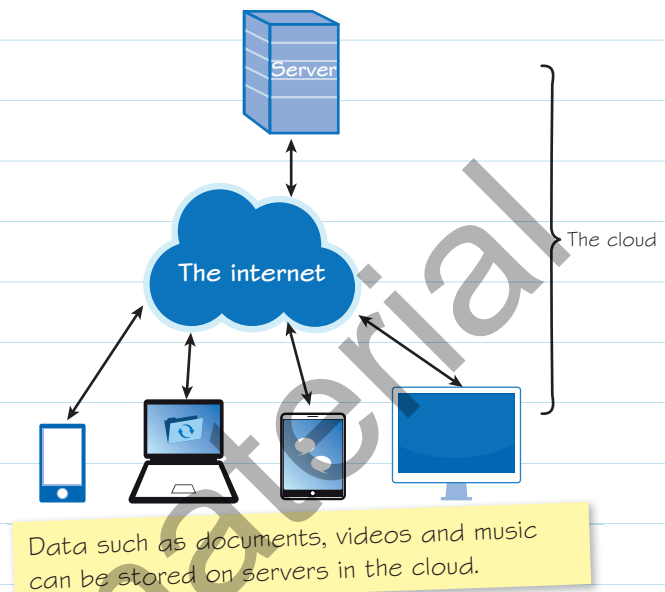 Server
The cloud
The internet
Data such as documents, videos and music
can be stored on servers in the cloud.
material